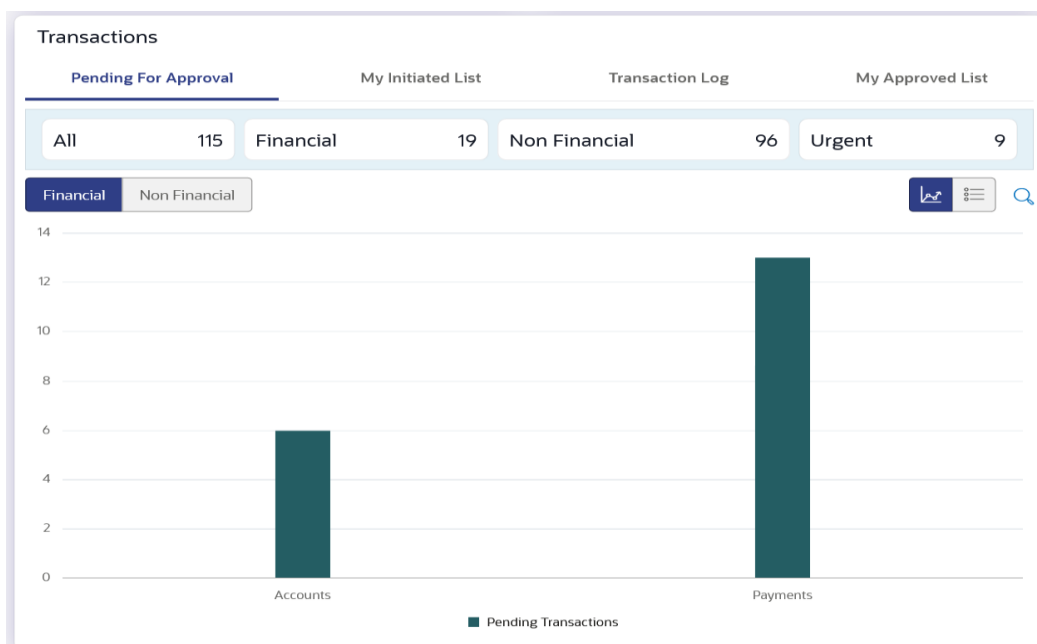 Transactions
Pending For Approval My Initiated List Transaction Log My Approved List
All 115 Financial 19 Non Financial 96 Urgent 9
Financial Non Financial
14
12
10
8
6
4
2
0
Accounts Payments
Pending Transactions